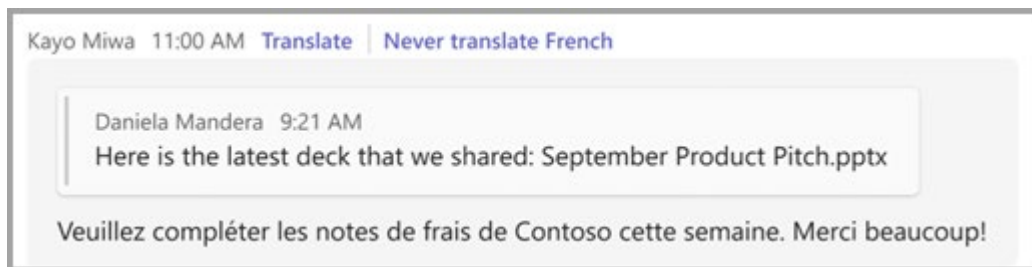 Kayo Miwa 11:00 AM Translate | Never translate French
Daniela Mandera 9:21 AM
Here is the latest deck that we shared: September Product Pitch.pptx
Veuillez compléter les notes de frais de Contoso cette semaine. Merci beaucoup!